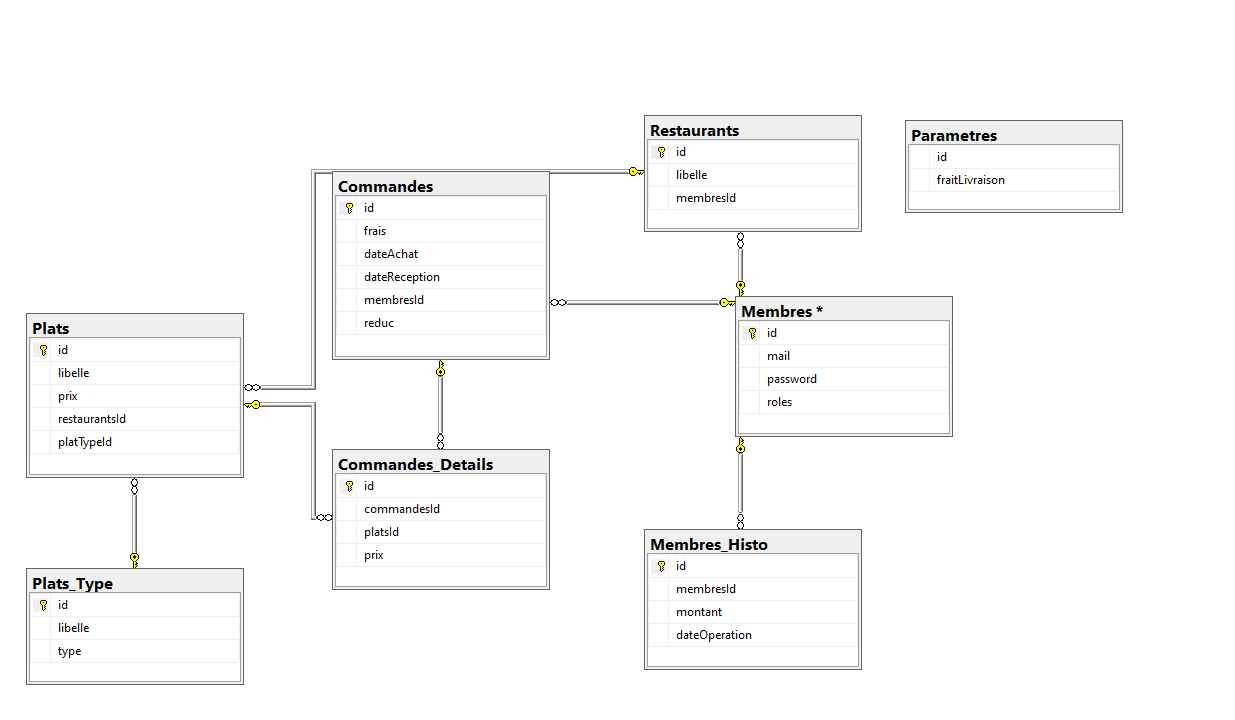 Restaurants
id
libelle
membresId
Parametres
id
fraitLivraison
Commandes
id
frais
dateAchat
dateReception
membresId
reduc
Membres *
id
mail
password
roles
Plats
id
libelle
prix
restaurantsId
platTypeId
Commandes_Details
id
commandesId
platsId
prix
Membres_Histo
id
membresId
montant
dateOperation
Plats_Type
id
libelle
type